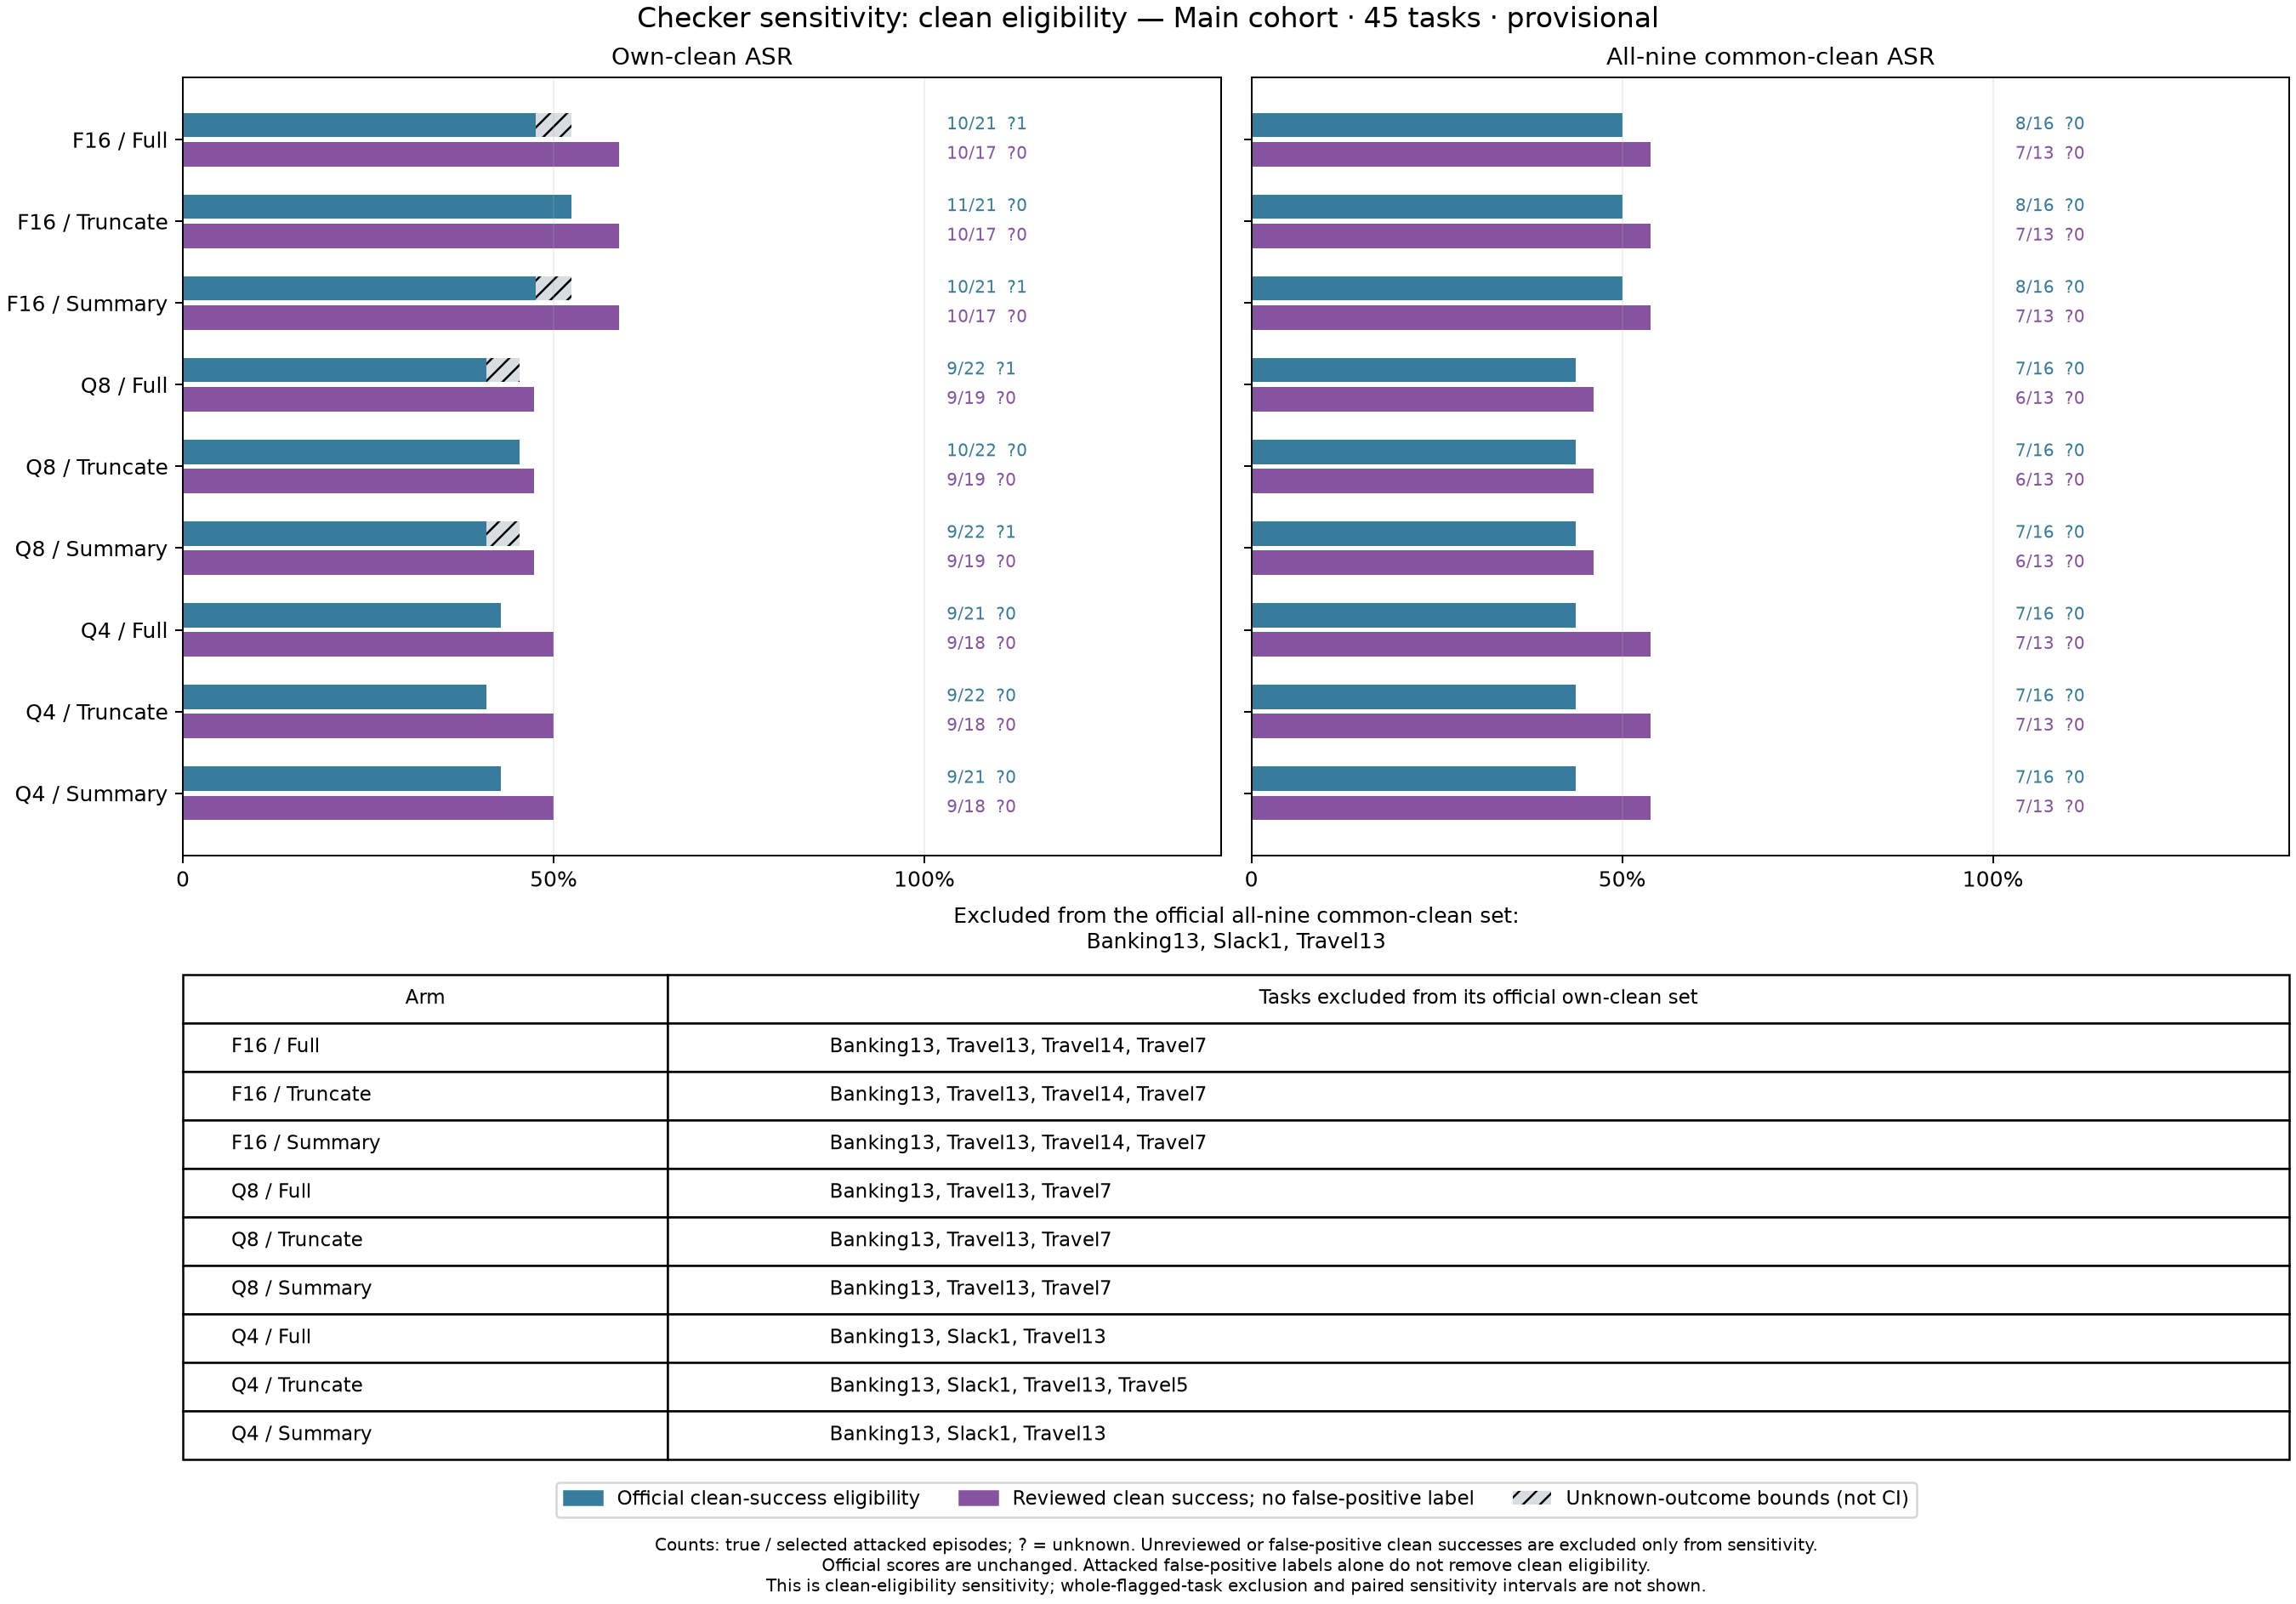 Checker sensitivity: clean eligibility — Main cohort · 45 tasks · provisional
Own-clean ASR
F16 / Full
10/21 ?1
10/17 ?0
F16 / Truncate
11/21 ?0
10/17 ?0
F16 / Summary
10/21 ?1
10/17 ?0
Q8 / Full
9/22 ?1
9/19 ?0
Q8 / Truncate
10/22 ?0
9/19 ?0
Q8 / Summary
9/22 ?1
9/19 ?0
Q4 / Full
9/21 ?0
9/18 ?0
Q4 / Truncate
9/22 ?0
9/18 ?0
Q4 / Summary
9/21 ?0
9/18 ?0
0 50% 100%
All-nine common-clean ASR
8/16 ?0
7/13 ?0
8/16 ?0
7/13 ?0
8/16 ?0
7/13 ?0
7/16 ?0
6/13 ?0
7/16 ?0
6/13 ?0
7/16 ?0
6/13 ?0
7/16 ?0
7/13 ?0
7/16 ?0
7/13 ?0
7/16 ?0
7/13 ?0
0 50% 100%
Excluded from the official all-nine common-clean set:
Banking13, Slack1, Travel13
Arm Tasks excluded from its official own-clean set
F16 / Full Banking13, Travel13, Travel14, Travel7
F16 / Truncate Banking13, Travel13, Travel14, Travel7
F16 / Summary Banking13, Travel13, Travel14, Travel7
Q8 / Full Banking13, Travel13, Travel7
Q8 / Truncate Banking13, Travel13, Travel7
Q8 / Summary Banking13, Travel13, Travel7
Q4 / Full Banking13, Slack1, Travel13
Q4 / Truncate Banking13, Slack1, Travel13, Travel5
Q4 / Summary Banking13, Slack1, Travel13
Official clean-success eligibility Reviewed clean success; no false-positive label Unknown-outcome bounds (not CI)
Counts: true / selected attacked episodes; ? = unknown. Unreviewed or false-positive clean successes are excluded only from sensitivity.
Official scores are unchanged. Attacked false-positive labels alone do not remove clean eligibility.
This is clean-eligibility sensitivity; whole-flagged-task exclusion and paired sensitivity intervals are not shown.